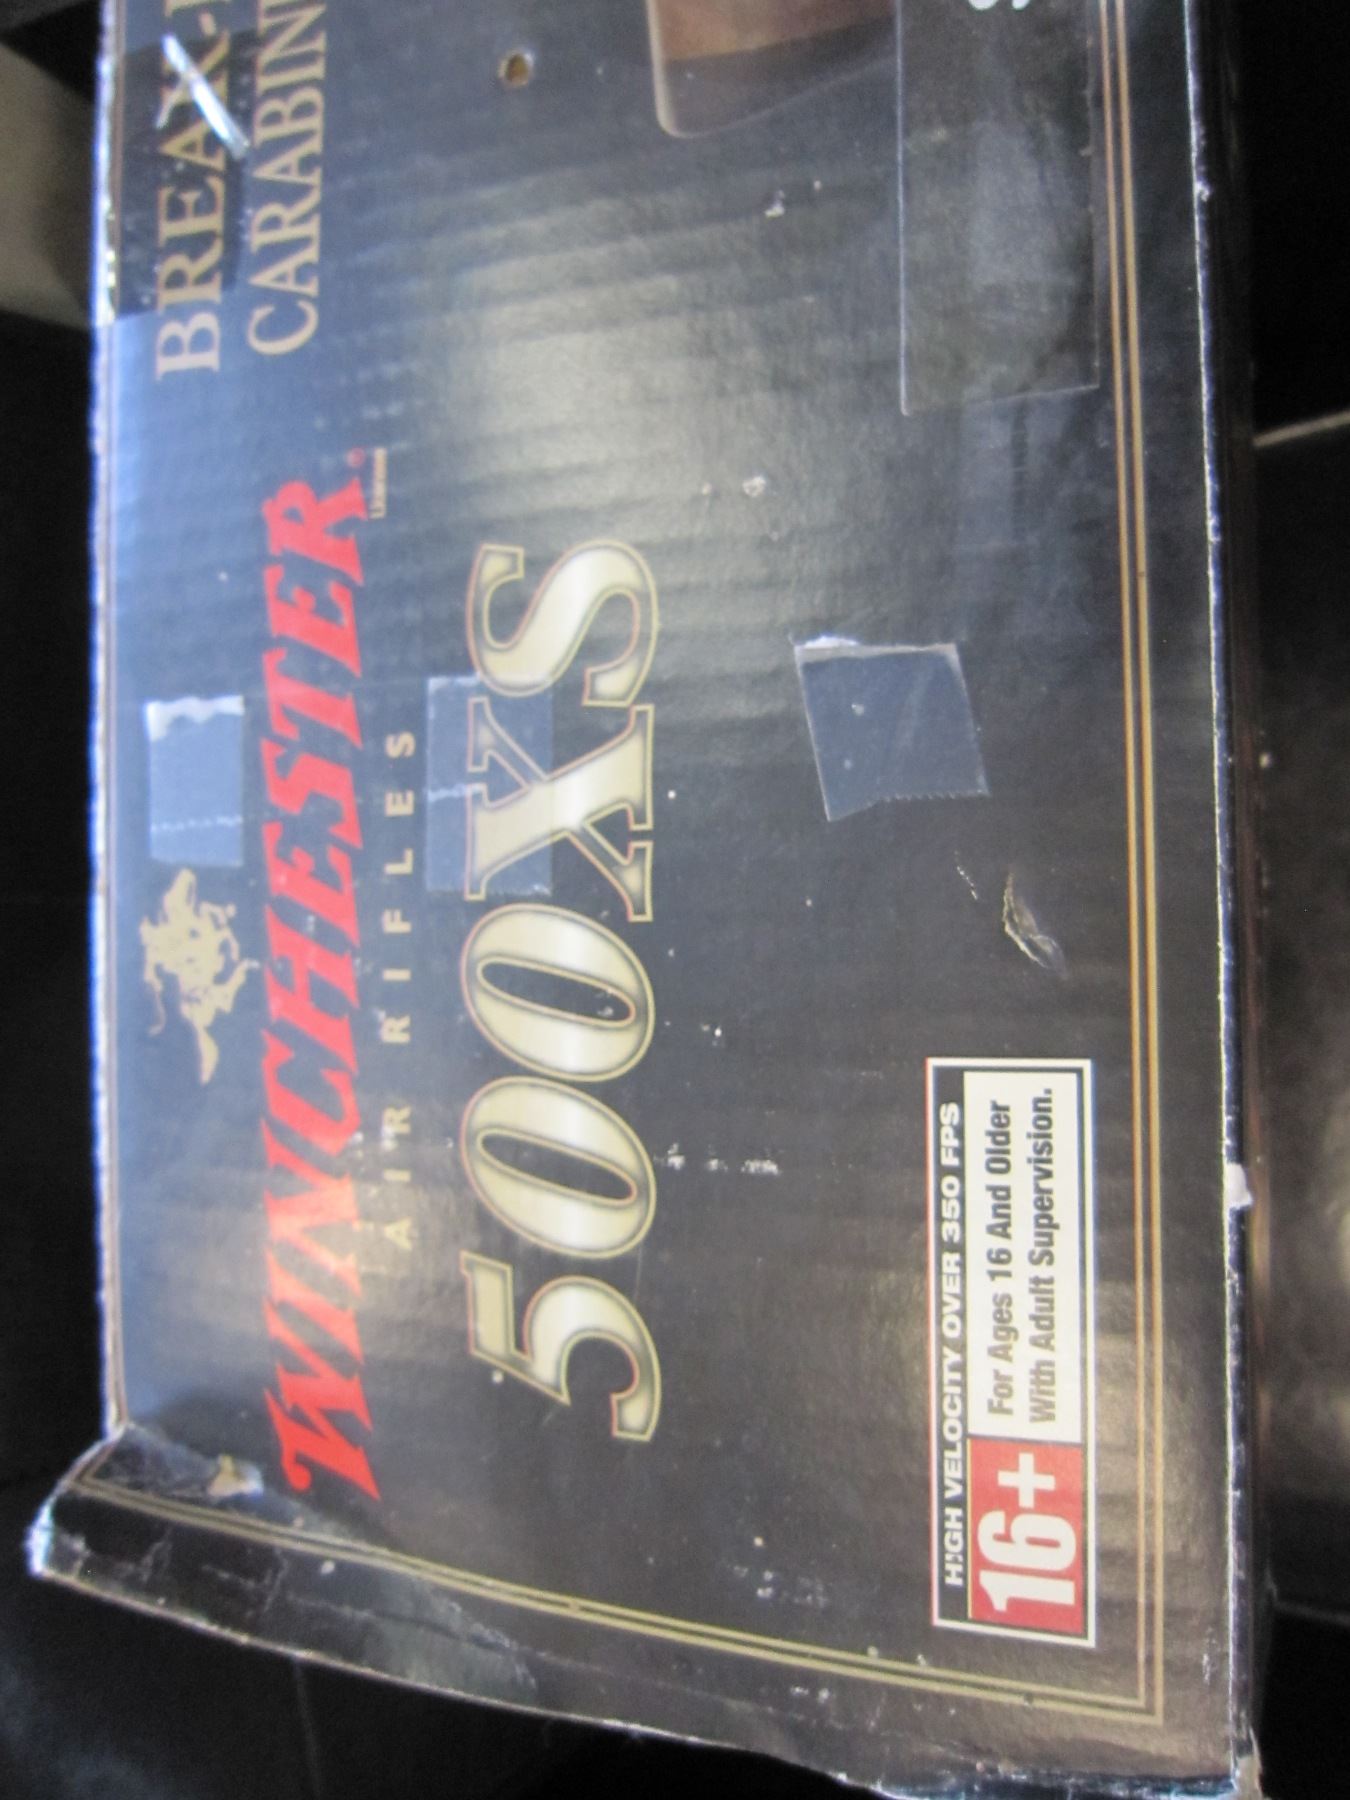 WINCHESTER®
Licensee
AIR RIFLES
500XS
BREAK-
CARABIN
HIGH VELOCITY OVER 350 FPS
16+
For Ages 16 And Older
With Adult Supervision.
S